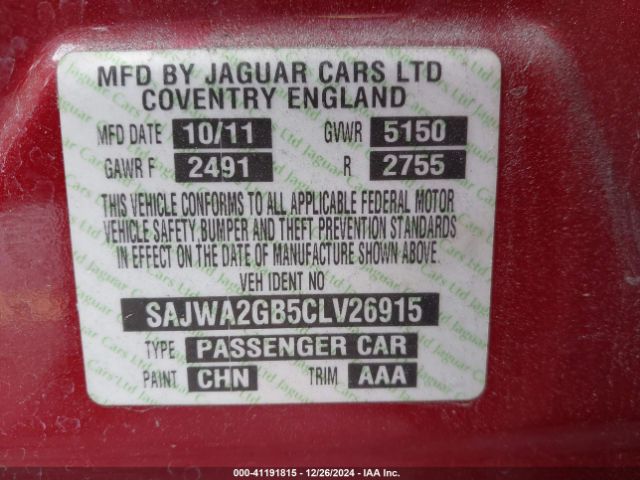 MFD BY JAGUAR CARS LTD
COVENTRY ENGLAND
MFD DATE 10/11 GVWR 5150
GAWR F 2491 R 2755
THIS VEHICLE CONFORMS TO ALL APPLICABLE FEDERAL MOTOR
VEHICLE SAFETY BUMPER AND THEFT PREVENTION STANDARDS
IN EFFECT ON THE DATE OF MANUFACTURE SHOWN ABOVE.
VEH IDENT NO
SAJWA2GB5CLV26915
TYPE PASSENGER CAR
PAINT CHN TRIM AAA
000-41191815 - 12/26/2024 - IAA Inc.